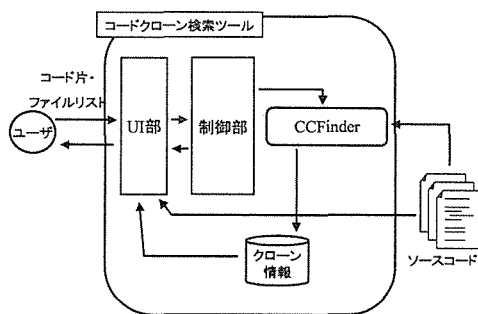 コードクローン検索ツール
コード片・
ファイルリスト
ユーザ
UI部
制御部
CCFinder
クローン
情報
ソースコード